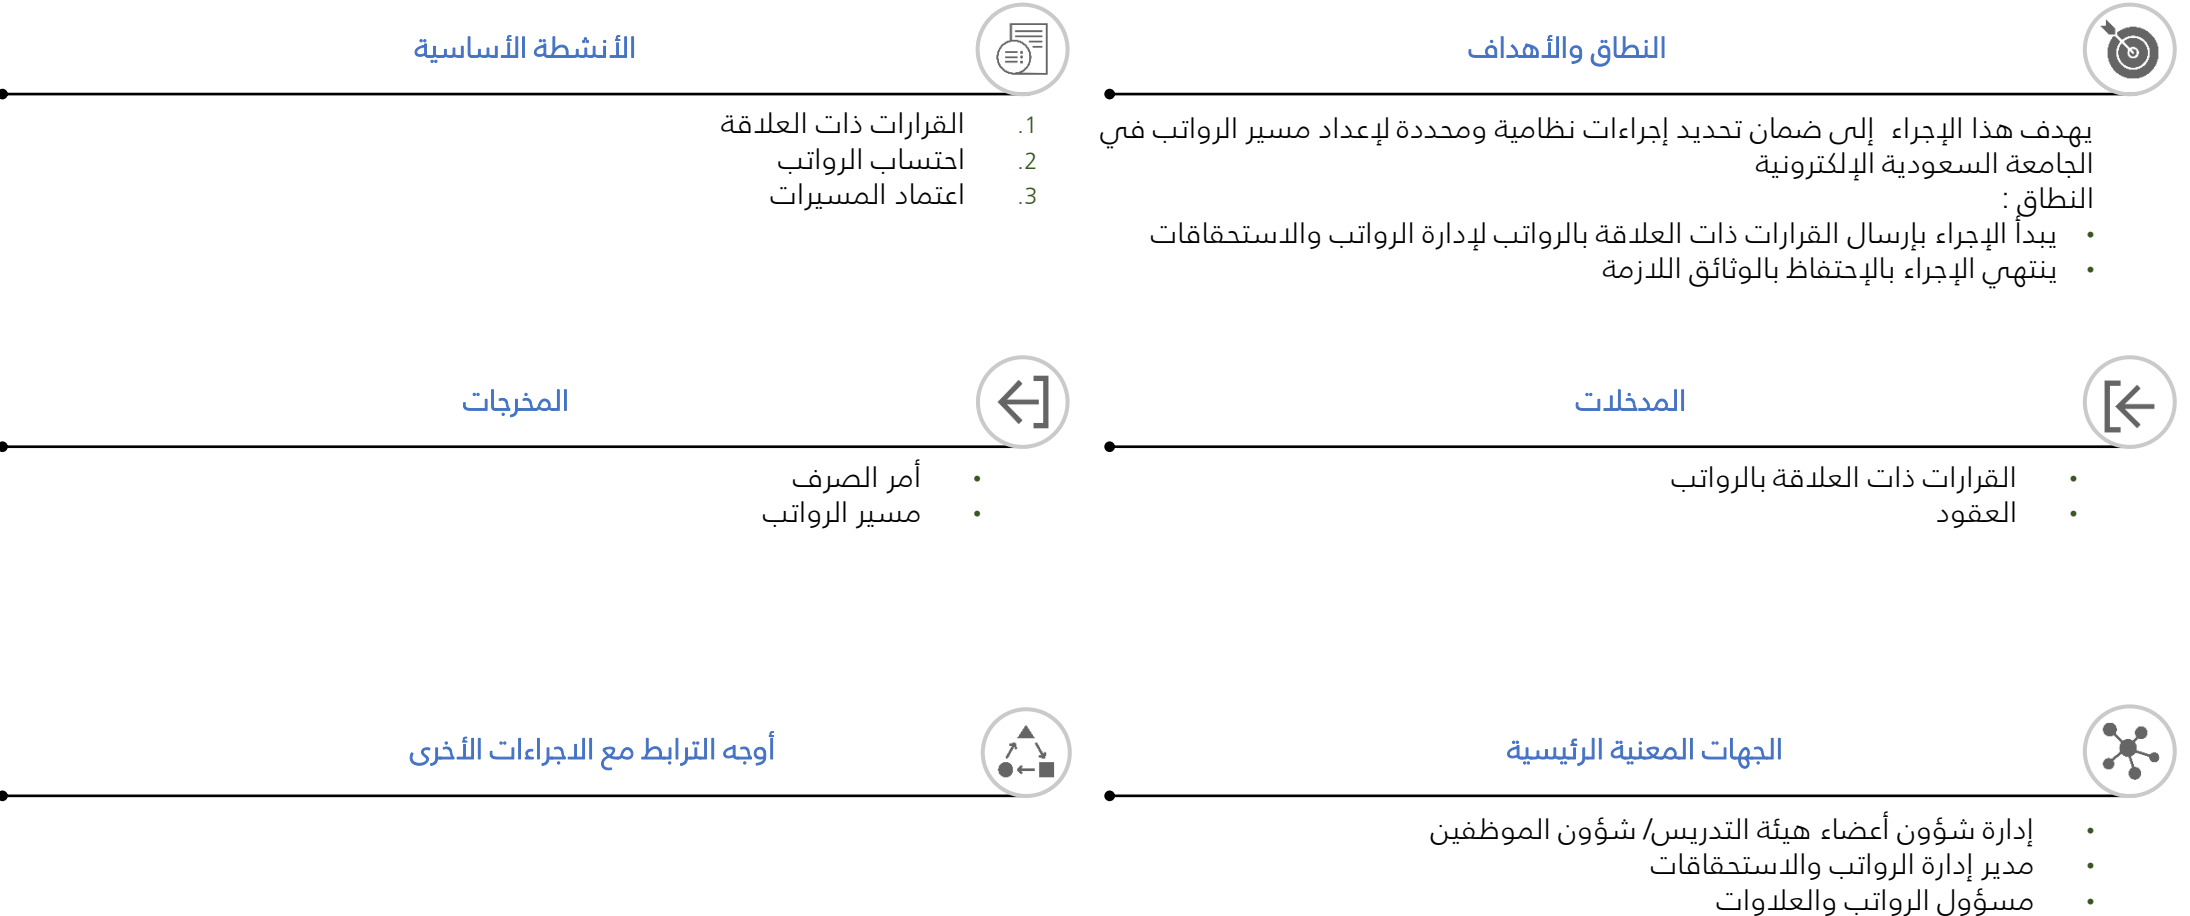 النطاق والأهداف
يهدف هذا الإجراء إلى ضمان تحديد إجراءات نظامية ومحددة لإعداد مسير الرواتب في
الجامعة السعودية الإلكترونية
النطاق :
• يبدأ الإجراء بإرسال القرارات ذات العلاقة بالرواتب لإدارة الرواتب والاستحقاقات
• ينتهي الإجراء بالإحتفاظ بالوثائق اللازمة
الأنشطة الأساسية
1. القرارات ذات العلاقة
2. احتساب الرواتب
3. اعتماد المسيرات
المدخلات
• القرارات ذات العلاقة بالرواتب
• العقود
المخرجات
• أمر الصرف
• مسير الرواتب
الجهات المعنية الرئيسية
• إدارة شؤون أعضاء هيئة التدريس/ شؤون الموظفين
• مدير إدارة الرواتب والاستحقاقات
• مسؤول الرواتب والعلاوات
أوجه الترابط مع الاجراءات الأخرى